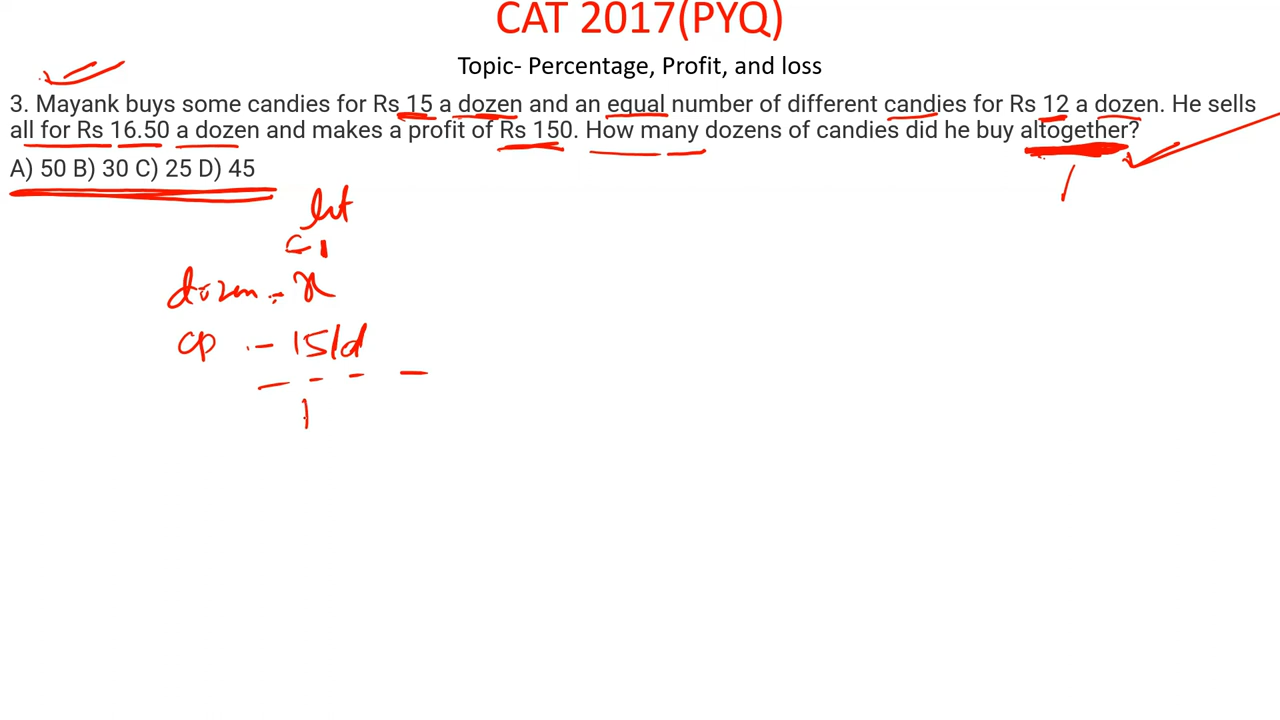 CAT 2017(PYQ)
Topic- Percentage, Profit, and loss
3. Mayank buys some candies for Rs 15 a dozen and an equal number of different candies for Rs 12 a dozen. He sells
all for Rs 16.50 a dozen and makes a profit of Rs 150. How many dozens of candies did he buy altogether?
A) 50 B) 30 C) 25 D) 45
let
C1
dozen - x
CP - 15/d